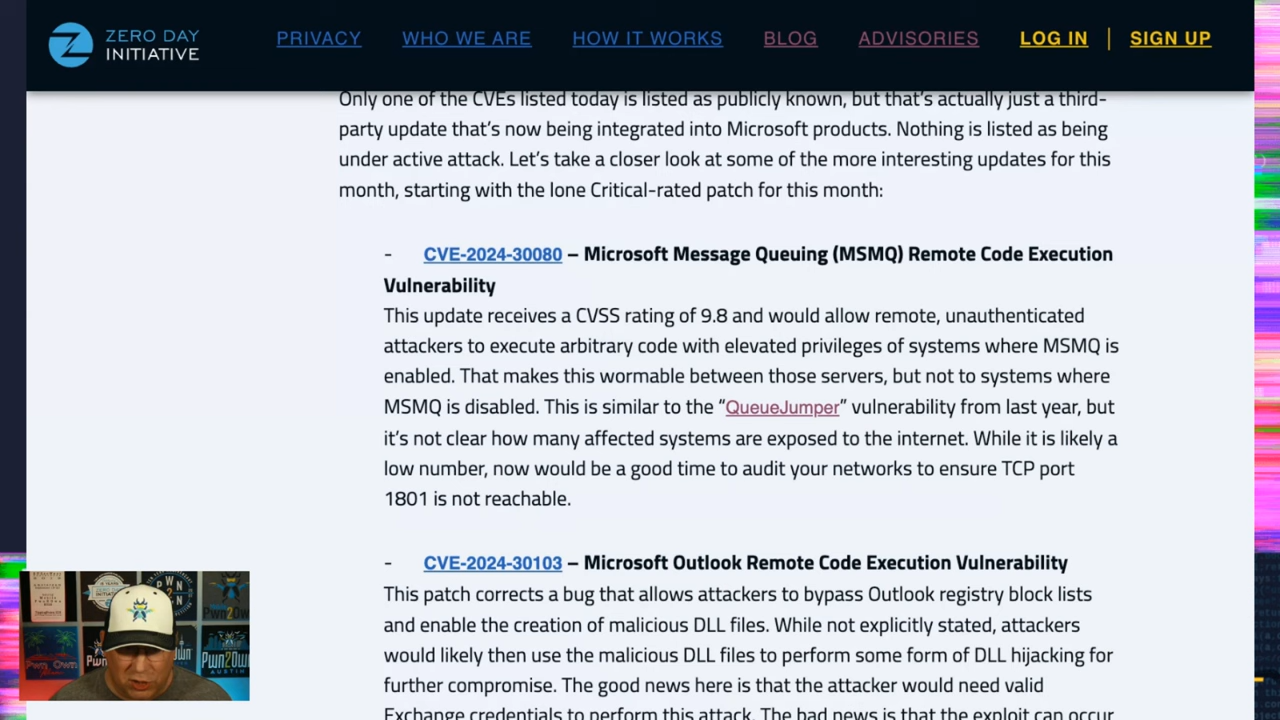 ZERO DAY
INITIATIVE
PRIVACY
WHO WE ARE
HOW IT WORKS
BLOG
ADVISORIES
LOG IN
SIGN UP
Only one of the CVEs listed today is listed as publicly known, but that’s actually just a third-
party update that’s now being integrated into Microsoft products. Nothing is listed as being
under active attack. Let’s take a closer look at some of the more interesting updates for this
month, starting with the lone Critical-rated patch for this month:
- CVE-2024-30080 – Microsoft Message Queuing (MSMQ) Remote Code Execution
Vulnerability
This update receives a CVSS rating of 9.8 and would allow remote, unauthenticated
attackers to execute arbitrary code with elevated privileges of systems where MSMQ is
enabled. That makes this wormable between those servers, but not to systems where
MSMQ is disabled. This is similar to the “QueueJumper” vulnerability from last year, but
it’s not clear how many affected systems are exposed to the internet. While it is likely a
low number, now would be a good time to audit your networks to ensure TCP port
1801 is not reachable.
- CVE-2024-30103 – Microsoft Outlook Remote Code Execution Vulnerability
This patch corrects a bug that allows attackers to bypass Outlook registry block lists
and enable the creation of malicious DLL files. While not explicitly stated, attackers
would likely then use the malicious DLL files to perform some form of DLL hijacking for
further compromise. The good news here is that the attacker would need valid
Exchange credentials to perform this attack. The bad news is that the exploit can occur
Pwn2Own
AUSTIN